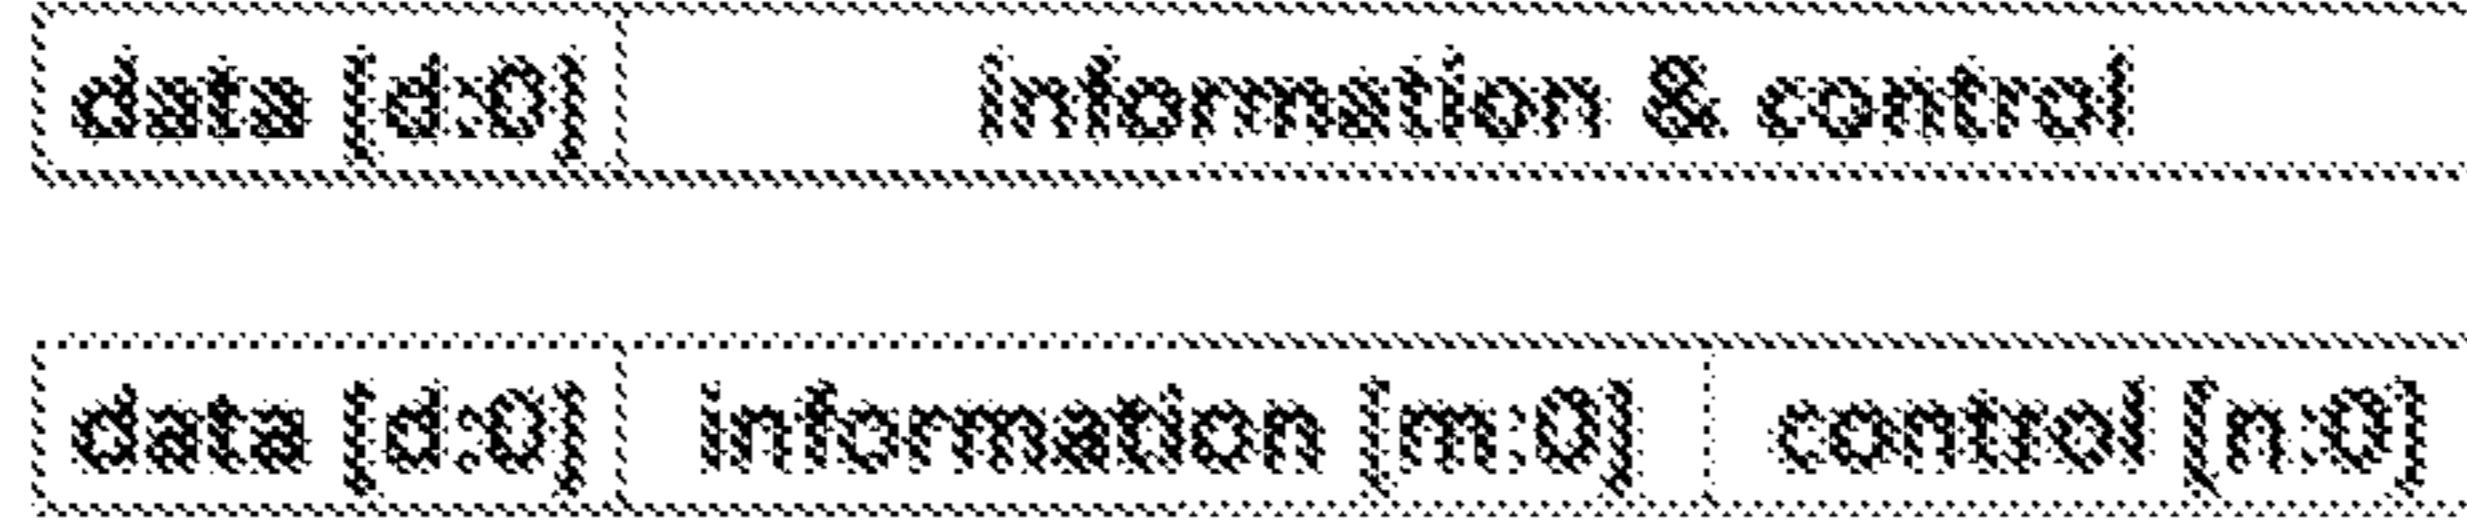 data [d:0] information & control
data [d:0] information [m:0] control [n:0]